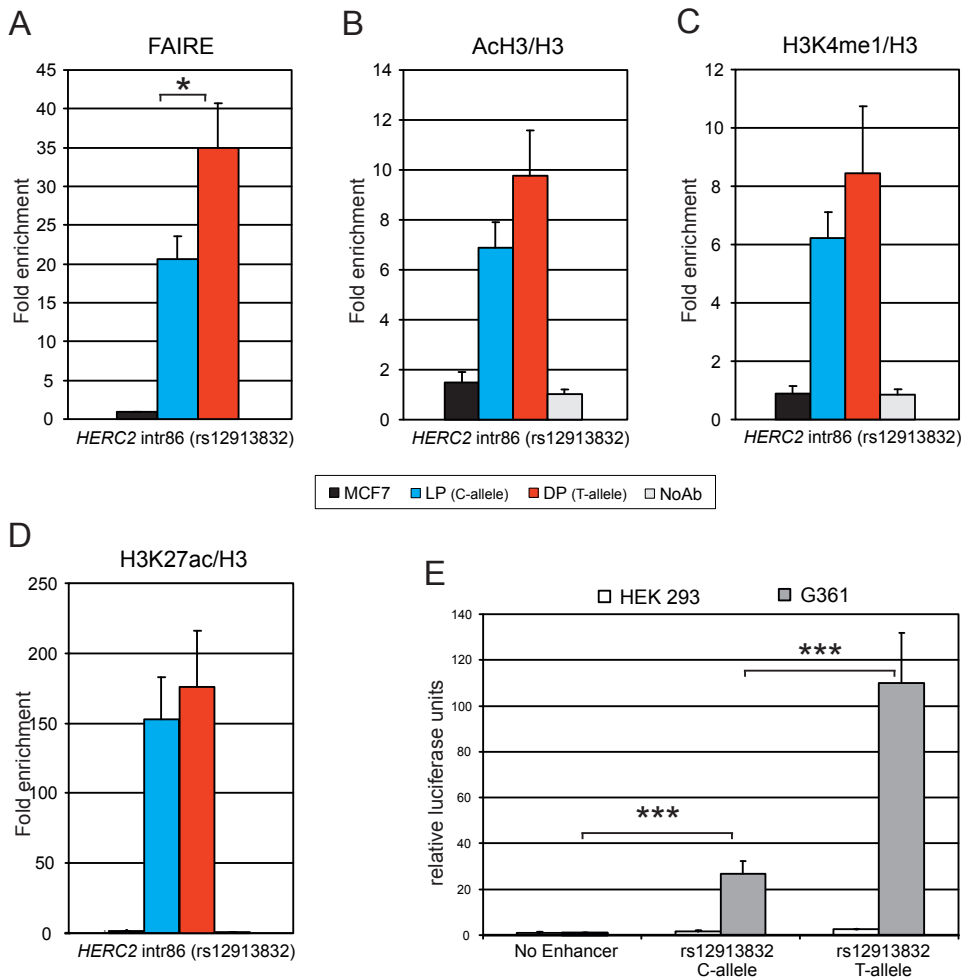 A
FAIRE
45
40
35
30
25
20
15
10
5
0
Fold enrichment
*
HERC2 intr86 (rs12913832)
B
AcH3/H3
14
12
10
8
6
4
2
0
Fold enrichment
HERC2 intr86 (rs12913832)
C
H3K4me1/H3
12
10
8
6
4
2
0
Fold enrichment
HERC2 intr86 (rs12913832)
MCF7 LP (C-allele) DP (T-allele) NoAb
D
H3K27ac/H3
250
200
150
100
50
0
Fold enrichment
HERC2 intr86 (rs12913832)
E
HEK 293 G361
140
120
100
80
60
40
20
0
relative luciferase units
***
***
No Enhancer
rs12913832
C-allele
rs12913832
T-allele